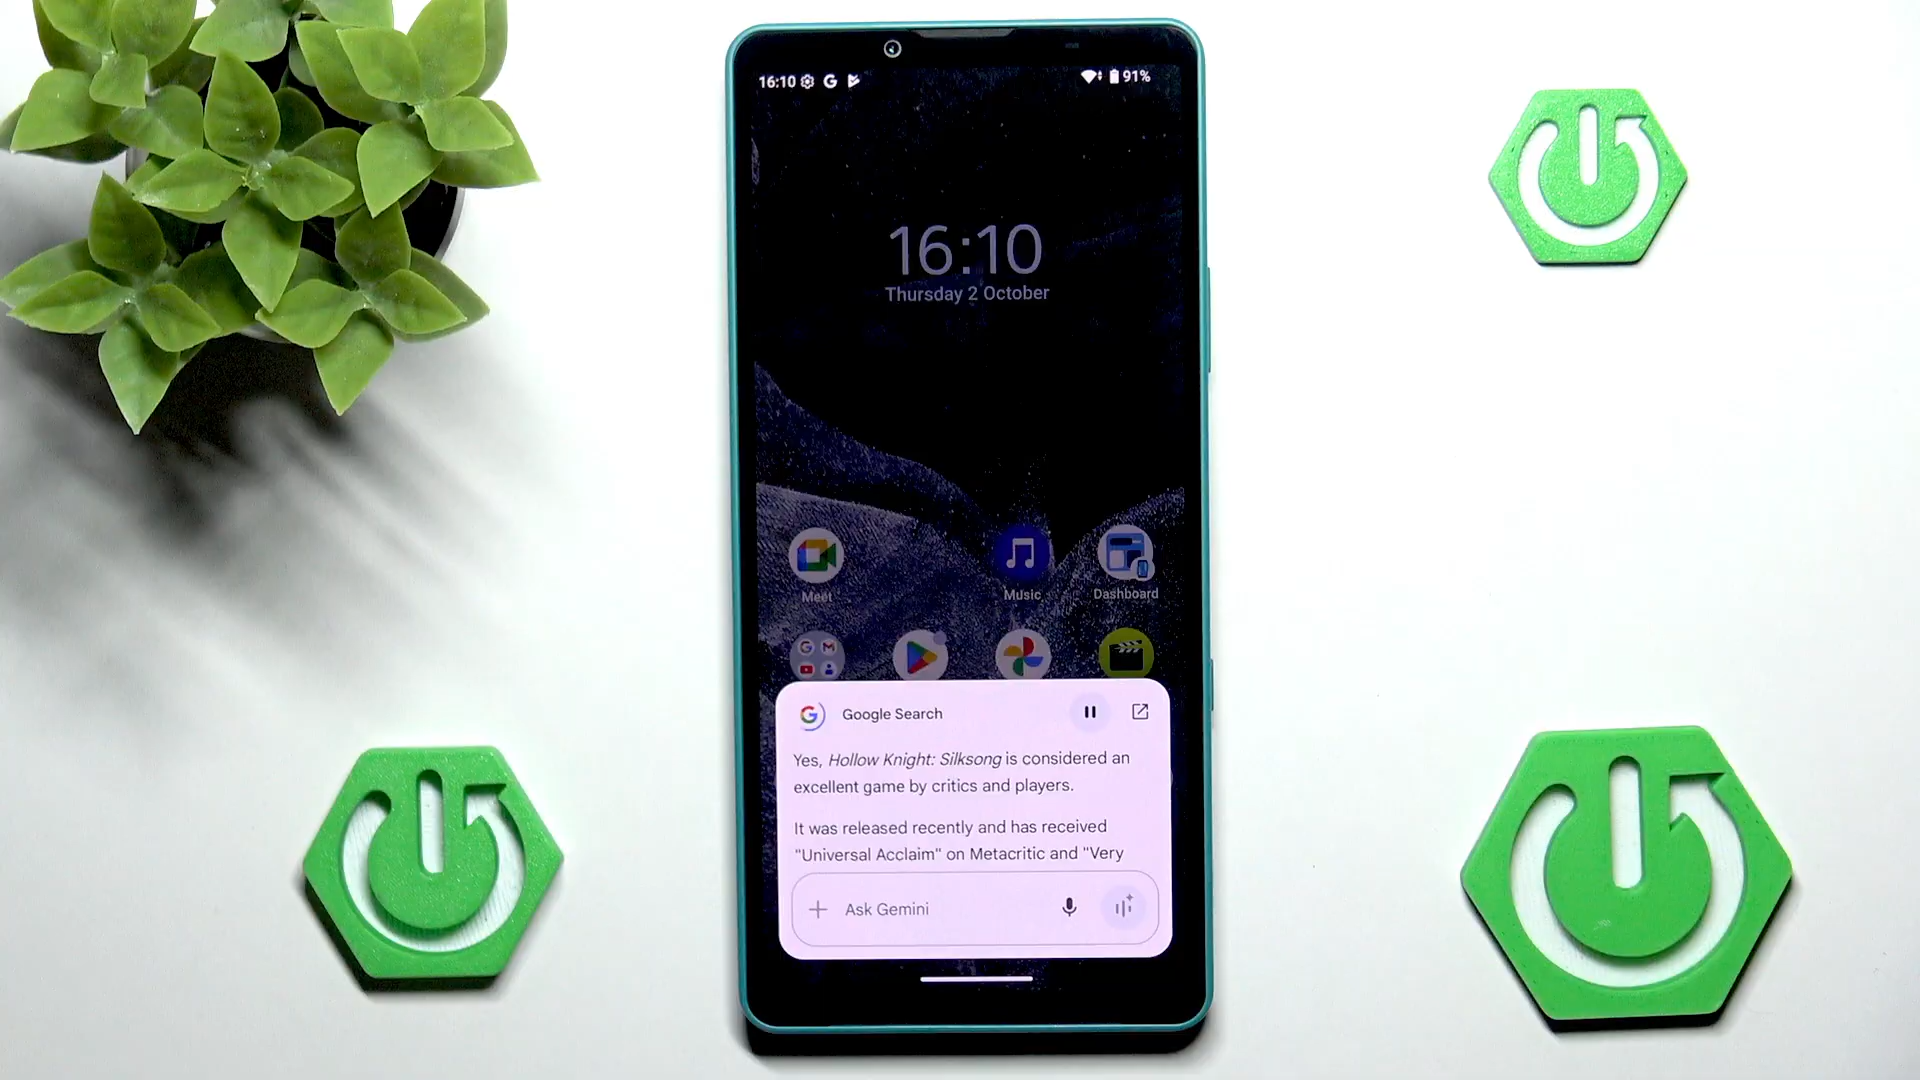 16:10
91%
16:10
Thursday 2 October
Meet
Music
Dashboard
Google Search
Yes, Hollow Knight: Silksong is considered an
excellent game by critics and players.
It was released recently and has received
"Universal Acclaim" on Metacritic and "Very
Ask Gemini